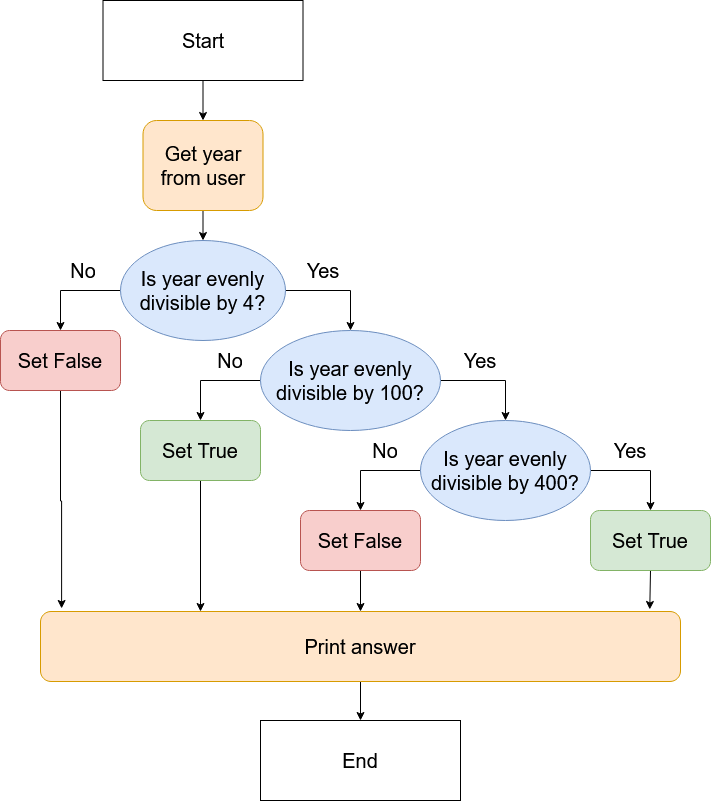 Start
Get year
from user
No
Is year evenly
divisible by 4?
Yes
Set False
No
Is year evenly
divisible by 100?
Yes
Set True
No
Is year evenly
divisible by 400?
Yes
Set False
Set True
Print answer
End